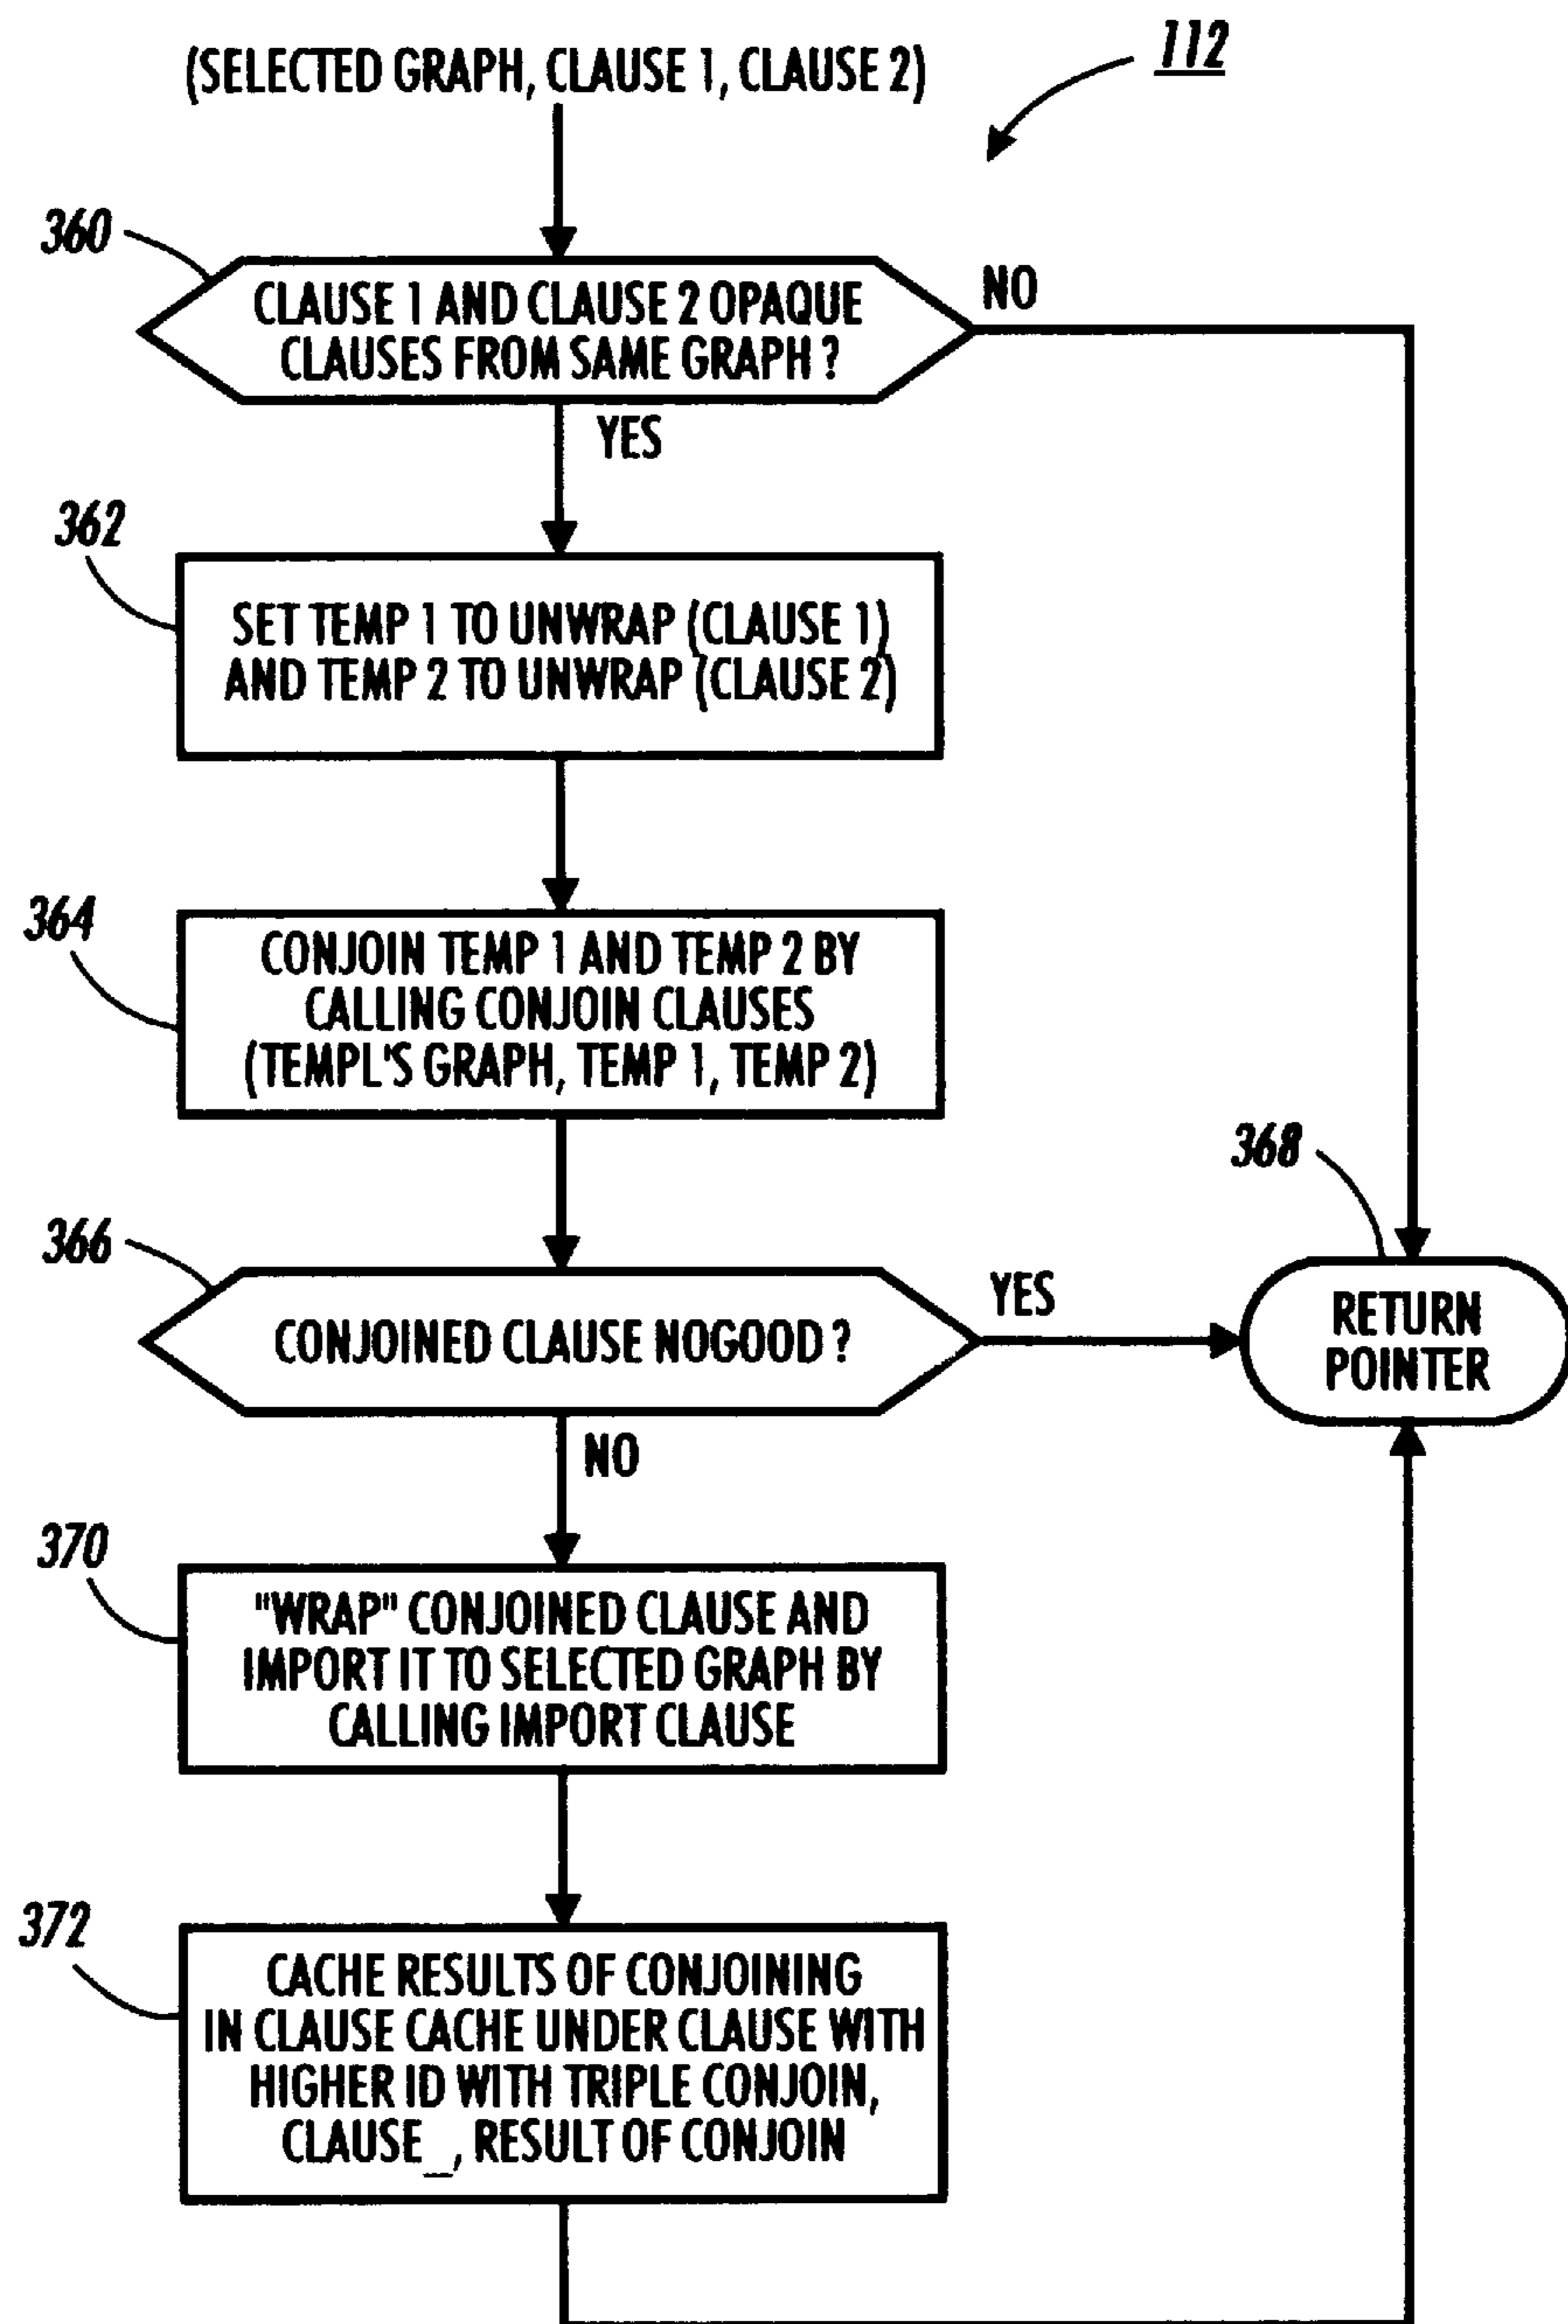 112
(SELECTED GRAPH, CLAUSE 1, CLAUSE 2)
360
CLAUSE 1 AND CLAUSE 2 OPAQUE
CLAUSES FROM SAME GRAPH ?
NO
YES
362
SET TEMP 1 TO UNWRAP (CLAUSE 1)
AND TEMP 2 TO UNWRAP (CLAUSE 2)
364
CONJOIN TEMP 1 AND TEMP 2 BY
CALLING CONJOIN CLAUSES
(TEMPL'S GRAPH, TEMP 1, TEMP 2)
366
CONJOINED CLAUSE NOGOOD ?
YES
368
RETURN
POINTER
NO
370
"WRAP" CONJOINED CLAUSE AND
IMPORT IT TO SELECTED GRAPH BY
CALLING IMPORT CLAUSE
372
CACHE RESULTS OF CONJOINING
IN CLAUSE CACHE UNDER CLAUSE WITH
HIGHER ID WITH TRIPLE CONJOIN,
CLAUSE _, RESULT OF CONJOIN